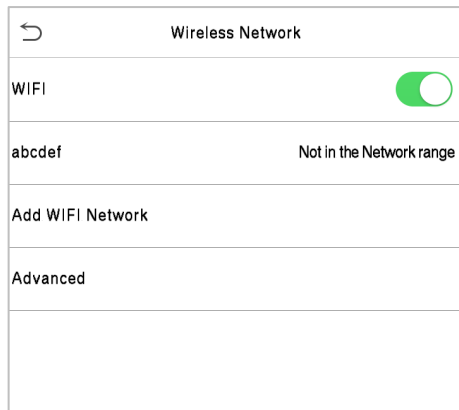 Wireless Network
WIFI
abcdef Not in the Network range
Add WIFI Network
Advanced